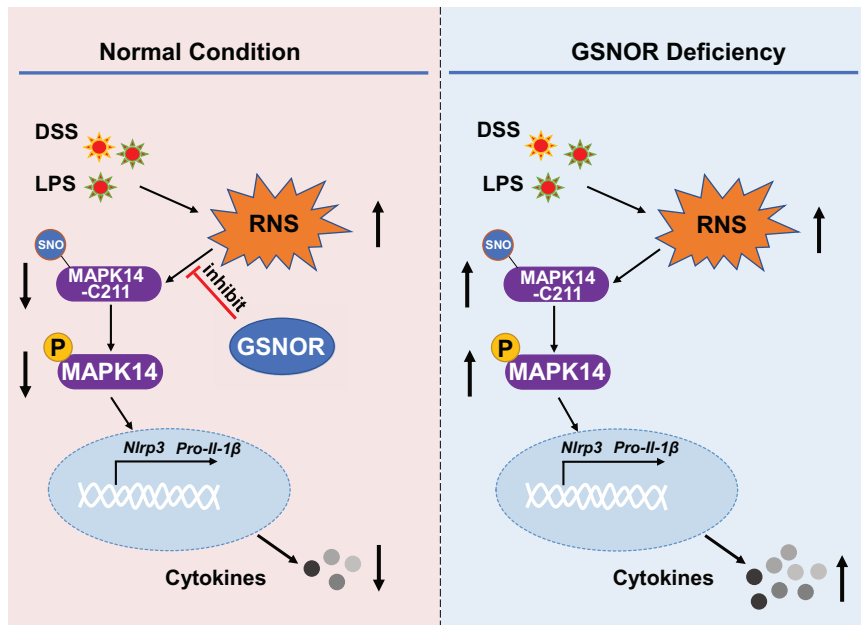 Normal Condition
DSS
LPS
RNS
SNO
MAPK14
-C211
inhibit
GSNOR
P
MAPK14
Nlrp3 Pro-Il-1β
Cytokines
GSNOR Deficiency
DSS
LPS
RNS
SNO
MAPK14
-C211
P
MAPK14
Nlrp3 Pro-Il-1β
Cytokines